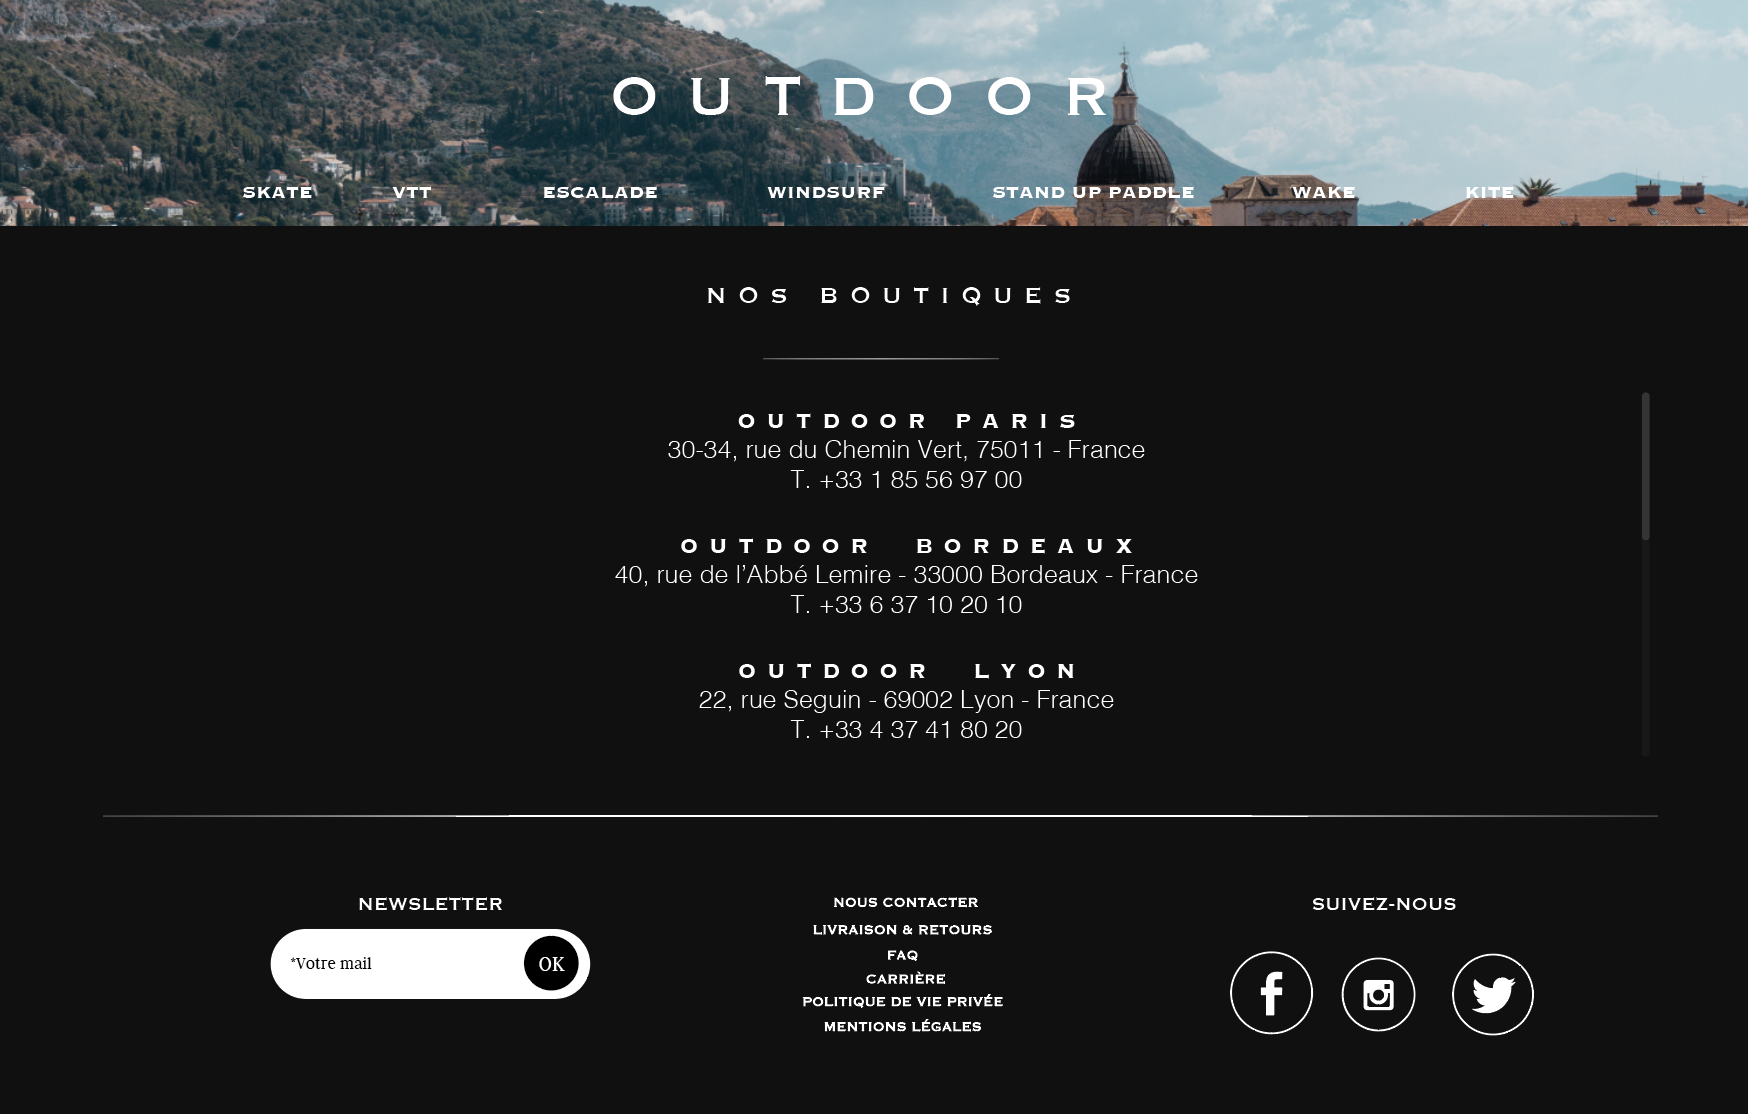 OUTDOOR
SKATE VTT ESCALADE WINDSURF STAND UP PADDLE WAKE KITE
NOS BOUTIQUES
OUTDOOR PARIS
30-34, rue du Chemin Vert, 75011 - France
T. +33 1 85 56 97 00
OUTDOOR BORDEAUX
40, rue de l’Abbé Lemire - 33000 Bordeaux - France
T. +33 6 37 10 20 10
OUTDOOR LYON
22, rue Seguin - 69002 Lyon - France
T. +33 4 37 41 80 20
NEWSLETTER
*Votre mail OK
NOUS CONTACTER
LIVRAISON & RETOURS
FAQ
CARRIÈRE
POLITIQUE DE VIE PRIVÉE
MENTIONS LÉGALES
SUIVEZ-NOUS